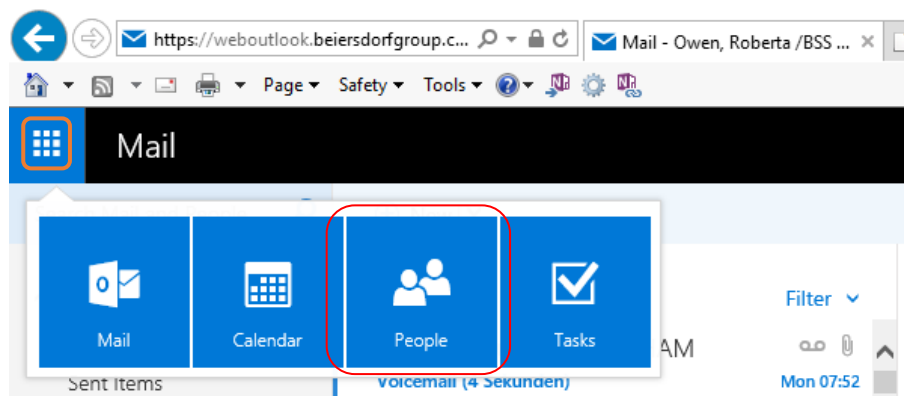 https://weboutlook.beiersdorfgroup.c...
Mail - Owen, Roberta /BSS ...
Page Safety Tools
Mail
Mail Calendar People Tasks
Filter
AM
Sent Items
Voicemail (4 Sekunden) Mon 07:52